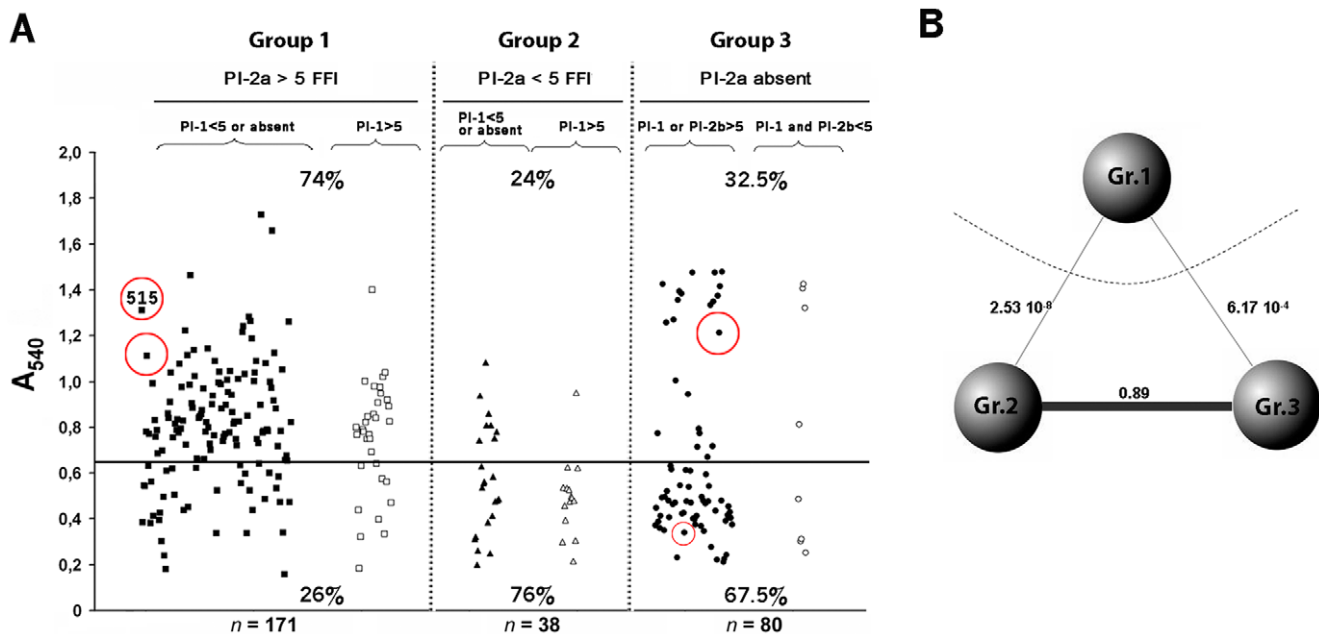 A
B
Group 1 Group 2 Group 3
PI-2a > 5 FFI PI-2a < 5 FFI PI-2a absent
PI-1<5 or absent PI-1>5 PI-1<5 or absent PI-1>5 PI-1 or PI-2b>5 PI-1 and PI-2b<5
2,0
74% 24% 32.5%
1,8
1,6
1,4
515
1,2
1,0
0,8
0,6
0,4
0,2
0
A540
26% 76% 67.5%
n = 171 n = 38 n = 80
Gr.1
2.53 10-8 6.17 10-4
0.89
Gr.2 Gr.3